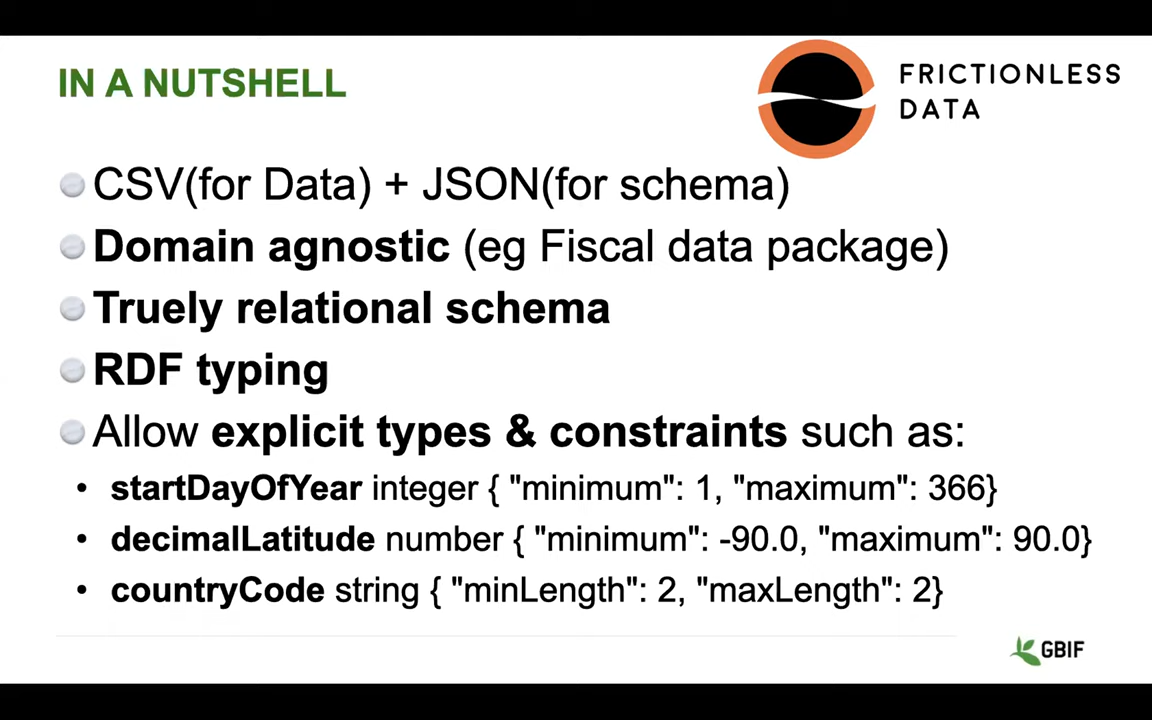 IN A NUTSHELL
FRICTIONLESS
DATA
CSV(for Data) + JSON(for schema)
Domain agnostic (eg Fiscal data package)
Truely relational schema
RDF typing
Allow explicit types & constraints such as:
• startDayOfYear integer { "minimum": 1, "maximum": 366}
• decimalLatitude number { "minimum": -90.0, "maximum": 90.0}
• countryCode string { "minLength": 2, "maxLength": 2}
GBIF